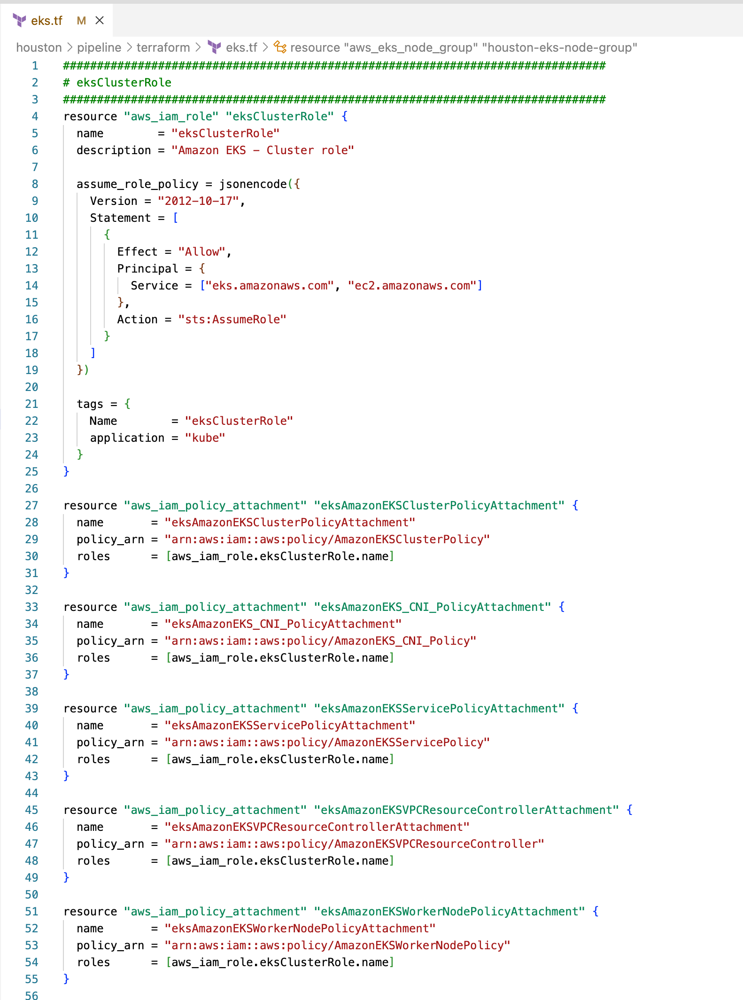 eks.tf M
houston > pipeline > terraform > eks.tf > resource "aws_eks_node_group" "houston-eks-node-group"
1 ################################################################################
2 # eksClusterRole
3 ################################################################################
4 resource "aws_iam_role" "eksClusterRole" {
5   name        = "eksClusterRole"
6   description = "Amazon EKS - Cluster role"
7
8   assume_role_policy = jsonencode({
9     Version = "2012-10-17",
10     Statement = [
11       {
12         Effect = "Allow",
13         Principal = {
14           Service = ["eks.amazonaws.com", "ec2.amazonaws.com"]
15         },
16         Action = "sts:AssumeRole"
17       }
18     ]
19   })
20
21   tags = {
22     Name        = "eksClusterRole"
23     application = "kube"
24   }
25 }
26
27 resource "aws_iam_policy_attachment" "eksAmazonEKSClusterPolicyAttachment" {
28   name       = "eksAmazonEKSClusterPolicyAttachment"
29   policy_arn = "arn:aws:iam::aws:policy/AmazonEKSClusterPolicy"
30   roles      = [aws_iam_role.eksClusterRole.name]
31 }
32
33 resource "aws_iam_policy_attachment" "eksAmazonEKS_CNI_PolicyAttachment" {
34   name       = "eksAmazonEKS_CNI_PolicyAttachment"
35   policy_arn = "arn:aws:iam::aws:policy/AmazonEKS_CNI_Policy"
36   roles      = [aws_iam_role.eksClusterRole.name]
37 }
38
39 resource "aws_iam_policy_attachment" "eksAmazonEKSServicePolicyAttachment" {
40   name       = "eksAmazonEKSServicePolicyAttachment"
41   policy_arn = "arn:aws:iam::aws:policy/AmazonEKSServicePolicy"
42   roles      = [aws_iam_role.eksClusterRole.name]
43 }
44
45 resource "aws_iam_policy_attachment" "eksAmazonEKSVPCResourceControllerAttachment" {
46   name       = "eksAmazonEKSVPCResourceControllerAttachment"
47   policy_arn = "arn:aws:iam::aws:policy/AmazonEKSVPCResourceController"
48   roles      = [aws_iam_role.eksClusterRole.name]
49 }
50
51 resource "aws_iam_policy_attachment" "eksAmazonEKSWorkerNodePolicyAttachment" {
52   name       = "eksAmazonEKSWorkerNodePolicyAttachment"
53   policy_arn = "arn:aws:iam::aws:policy/AmazonEKSWorkerNodePolicy"
54   roles      = [aws_iam_role.eksClusterRole.name]
55 }
56